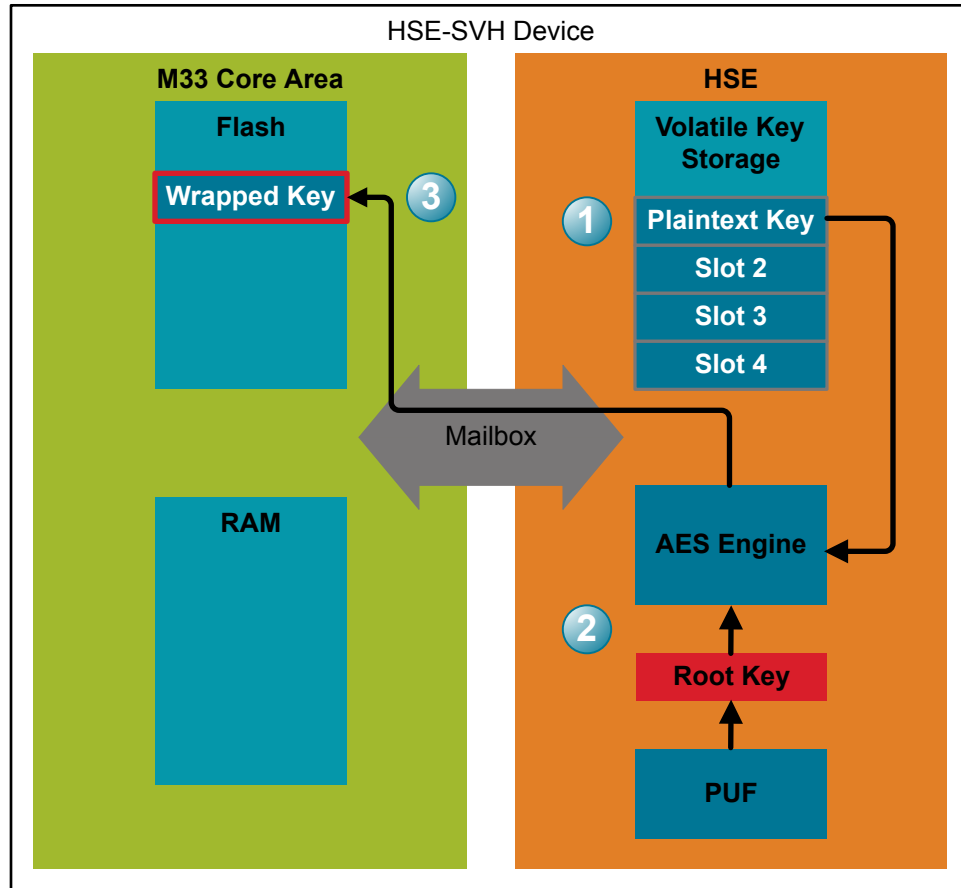 HSE-SVH Device
M33 Core Area
Flash
Wrapped Key
3
RAM
Mailbox
HSE
Volatile Key
Storage
1
Plaintext Key
Slot 2
Slot 3
Slot 4
AES Engine
2
Root Key
PUF